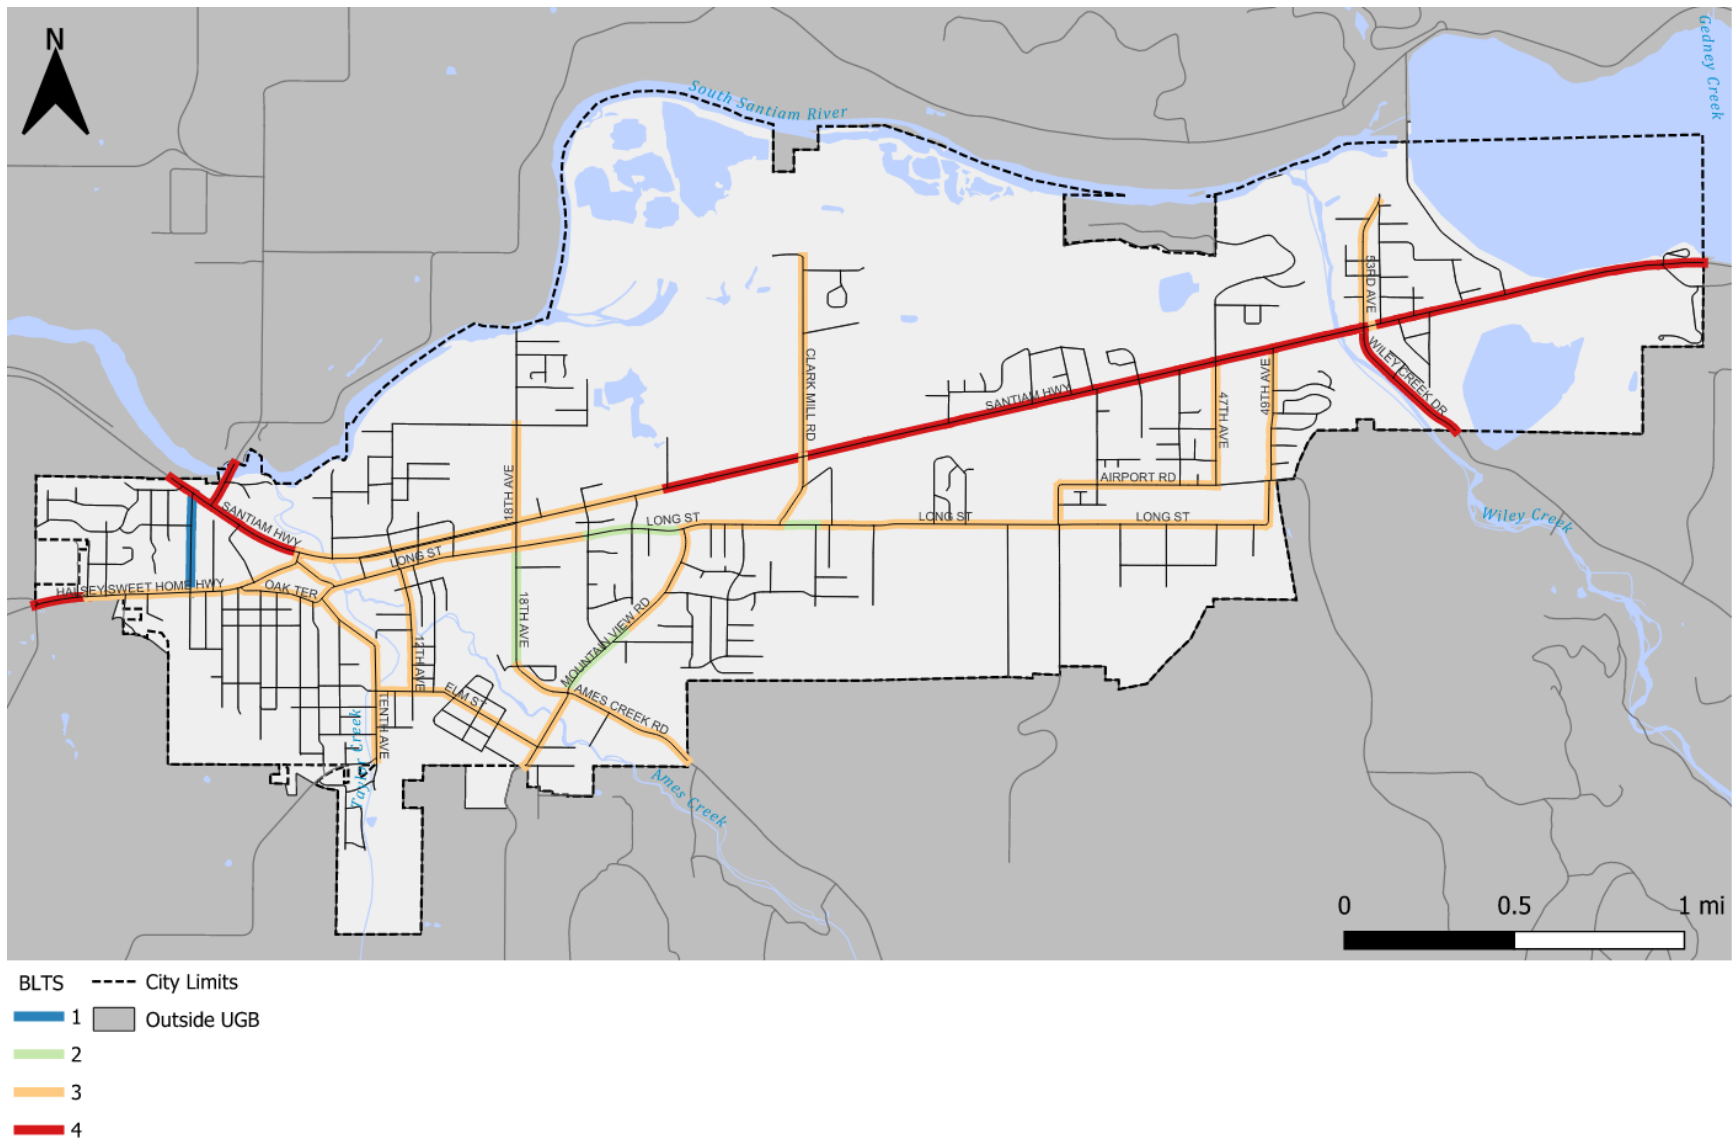 N
South Santiam River
Gedney Creek
53RD AVE
CLARK MILL RD
SANTIAM HWY
WILEY CREEK DR
49TH AVE
47TH AVE
18TH AVE
AIRPORT RD
LONG ST
LONG ST
LONG ST
Wiley Creek
SANTIAM HWY
LONG ST
HALSEY SWEET HOME HWY
OAK TER
18TH AVE
MOUNTAIN VIEW RD
12TH AVE
ELM ST
AMES CREEK RD
TENTH AVE
Taylor Creek
Ames Creek
0 0.5 1 mi
BLTS
City Limits
1
Outside UGB
2
3
4